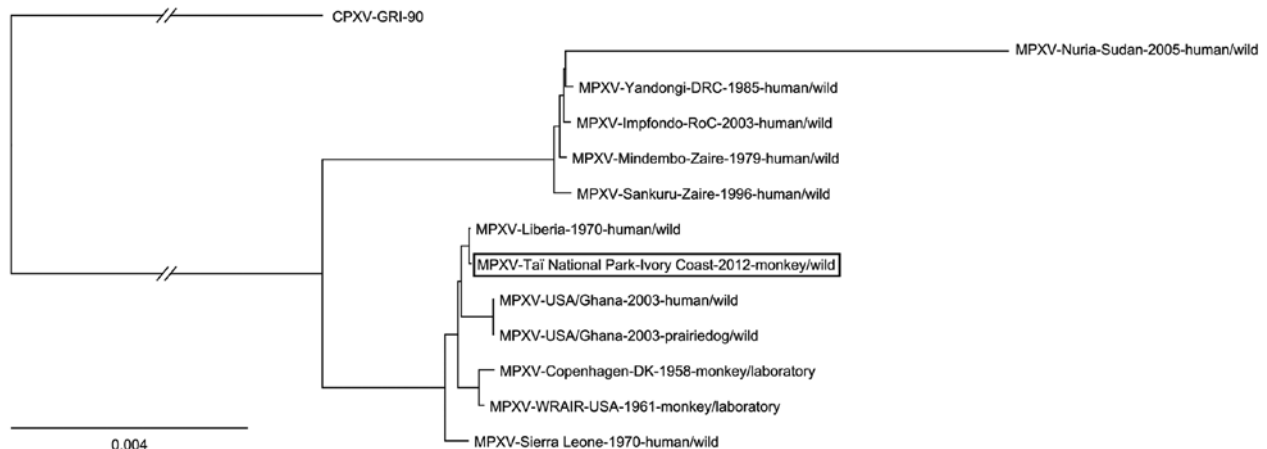 CPXV-GRI-90
MPXV-Nuria-Sudan-2005-human/wild
MPXV-Yandongi-DRC-1985-human/wild
MPXV-Impfondo-RoC-2003-human/wild
MPXV-Mindembo-Zaire-1979-human/wild
MPXV-Sankuru-Zaire-1996-human/wild
MPXV-Liberia-1970-human/wild
MPXV-Taï National Park-Ivory Coast-2012-monkey/wild
MPXV-USA/Ghana-2003-human/wild
MPXV-USA/Ghana-2003-prairiedog/wild
MPXV-Copenhagen-DK-1958-monkey/laboratory
MPXV-WRAIR-USA-1961-monkey/laboratory
MPXV-Sierra Leone-1970-human/wild
0.004